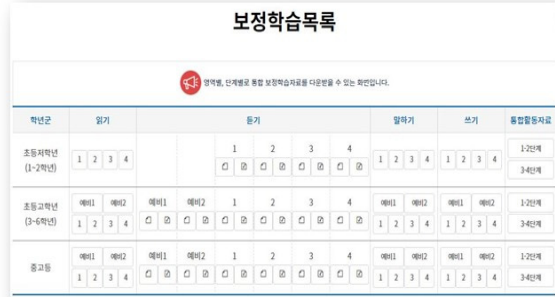 보정학습목록
영역별, 단계별로 통합 보정학습자료를 다운받을 수 있는 화면입니다.
학년군 읽기 듣기 말하기 쓰기 통합활동자료
초등저학년 (1~2학년) 1 2 3 4 1 2 3 4 1 2 3 4 1 2 3 4 1-2단계 3-4단계
초등고학년 (3~6학년) 예비1 예비2 1 2 3 4 예비1 예비2 1 2 3 4 예비1 예비2 1 2 3 4 예비1 예비2 1 2 3 4 1-2단계 3-4단계
중고등 예비1 예비2 1 2 3 4 예비1 예비2 1 2 3 4 예비1 예비2 1 2 3 4 예비1 예비2 1 2 3 4 1-2단계 3-4단계